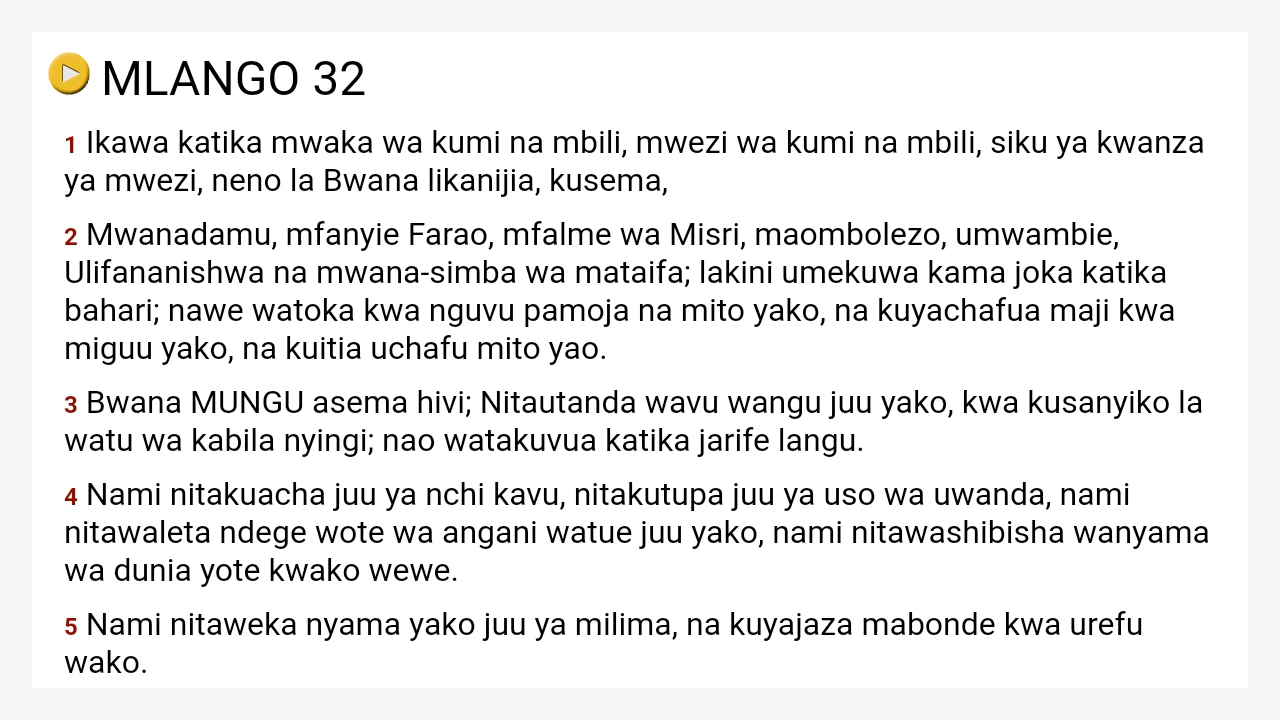 MLANGO 32
1 Ikawa katika mwaka wa kumi na mbili, mwezi wa kumi na mbili, siku ya kwanza
ya mwezi, neno la Bwana likanijia, kusema,
2 Mwanadamu, mfanyie Farao, mfalme wa Misri, maombolezo, umwambie,
Ulifananishwa na mwana-simba wa mataifa; lakini umekuwa kama joka katika
bahari; nawe watoka kwa nguvu pamoja na mito yako, na kuyachafua maji kwa
miguu yako, na kuitia uchafu mito yao.
3 Bwana MUNGU asema hivi; Nitautanda wavu wangu juu yako, kwa kusanyiko la
watu wa kabila nyingi; nao watakuvua katika jarife langu.
4 Nami nitakuacha juu ya nchi kavu, nitakutupa juu ya uso wa uwanda, nami
nitawaleta ndege wote wa angani watue juu yako, nami nitawashibisha wanyama
wa dunia yote kwako wewe.
5 Nami nitaweka nyama yako juu ya milima, na kuyajaza mabonde kwa urefu
wako.